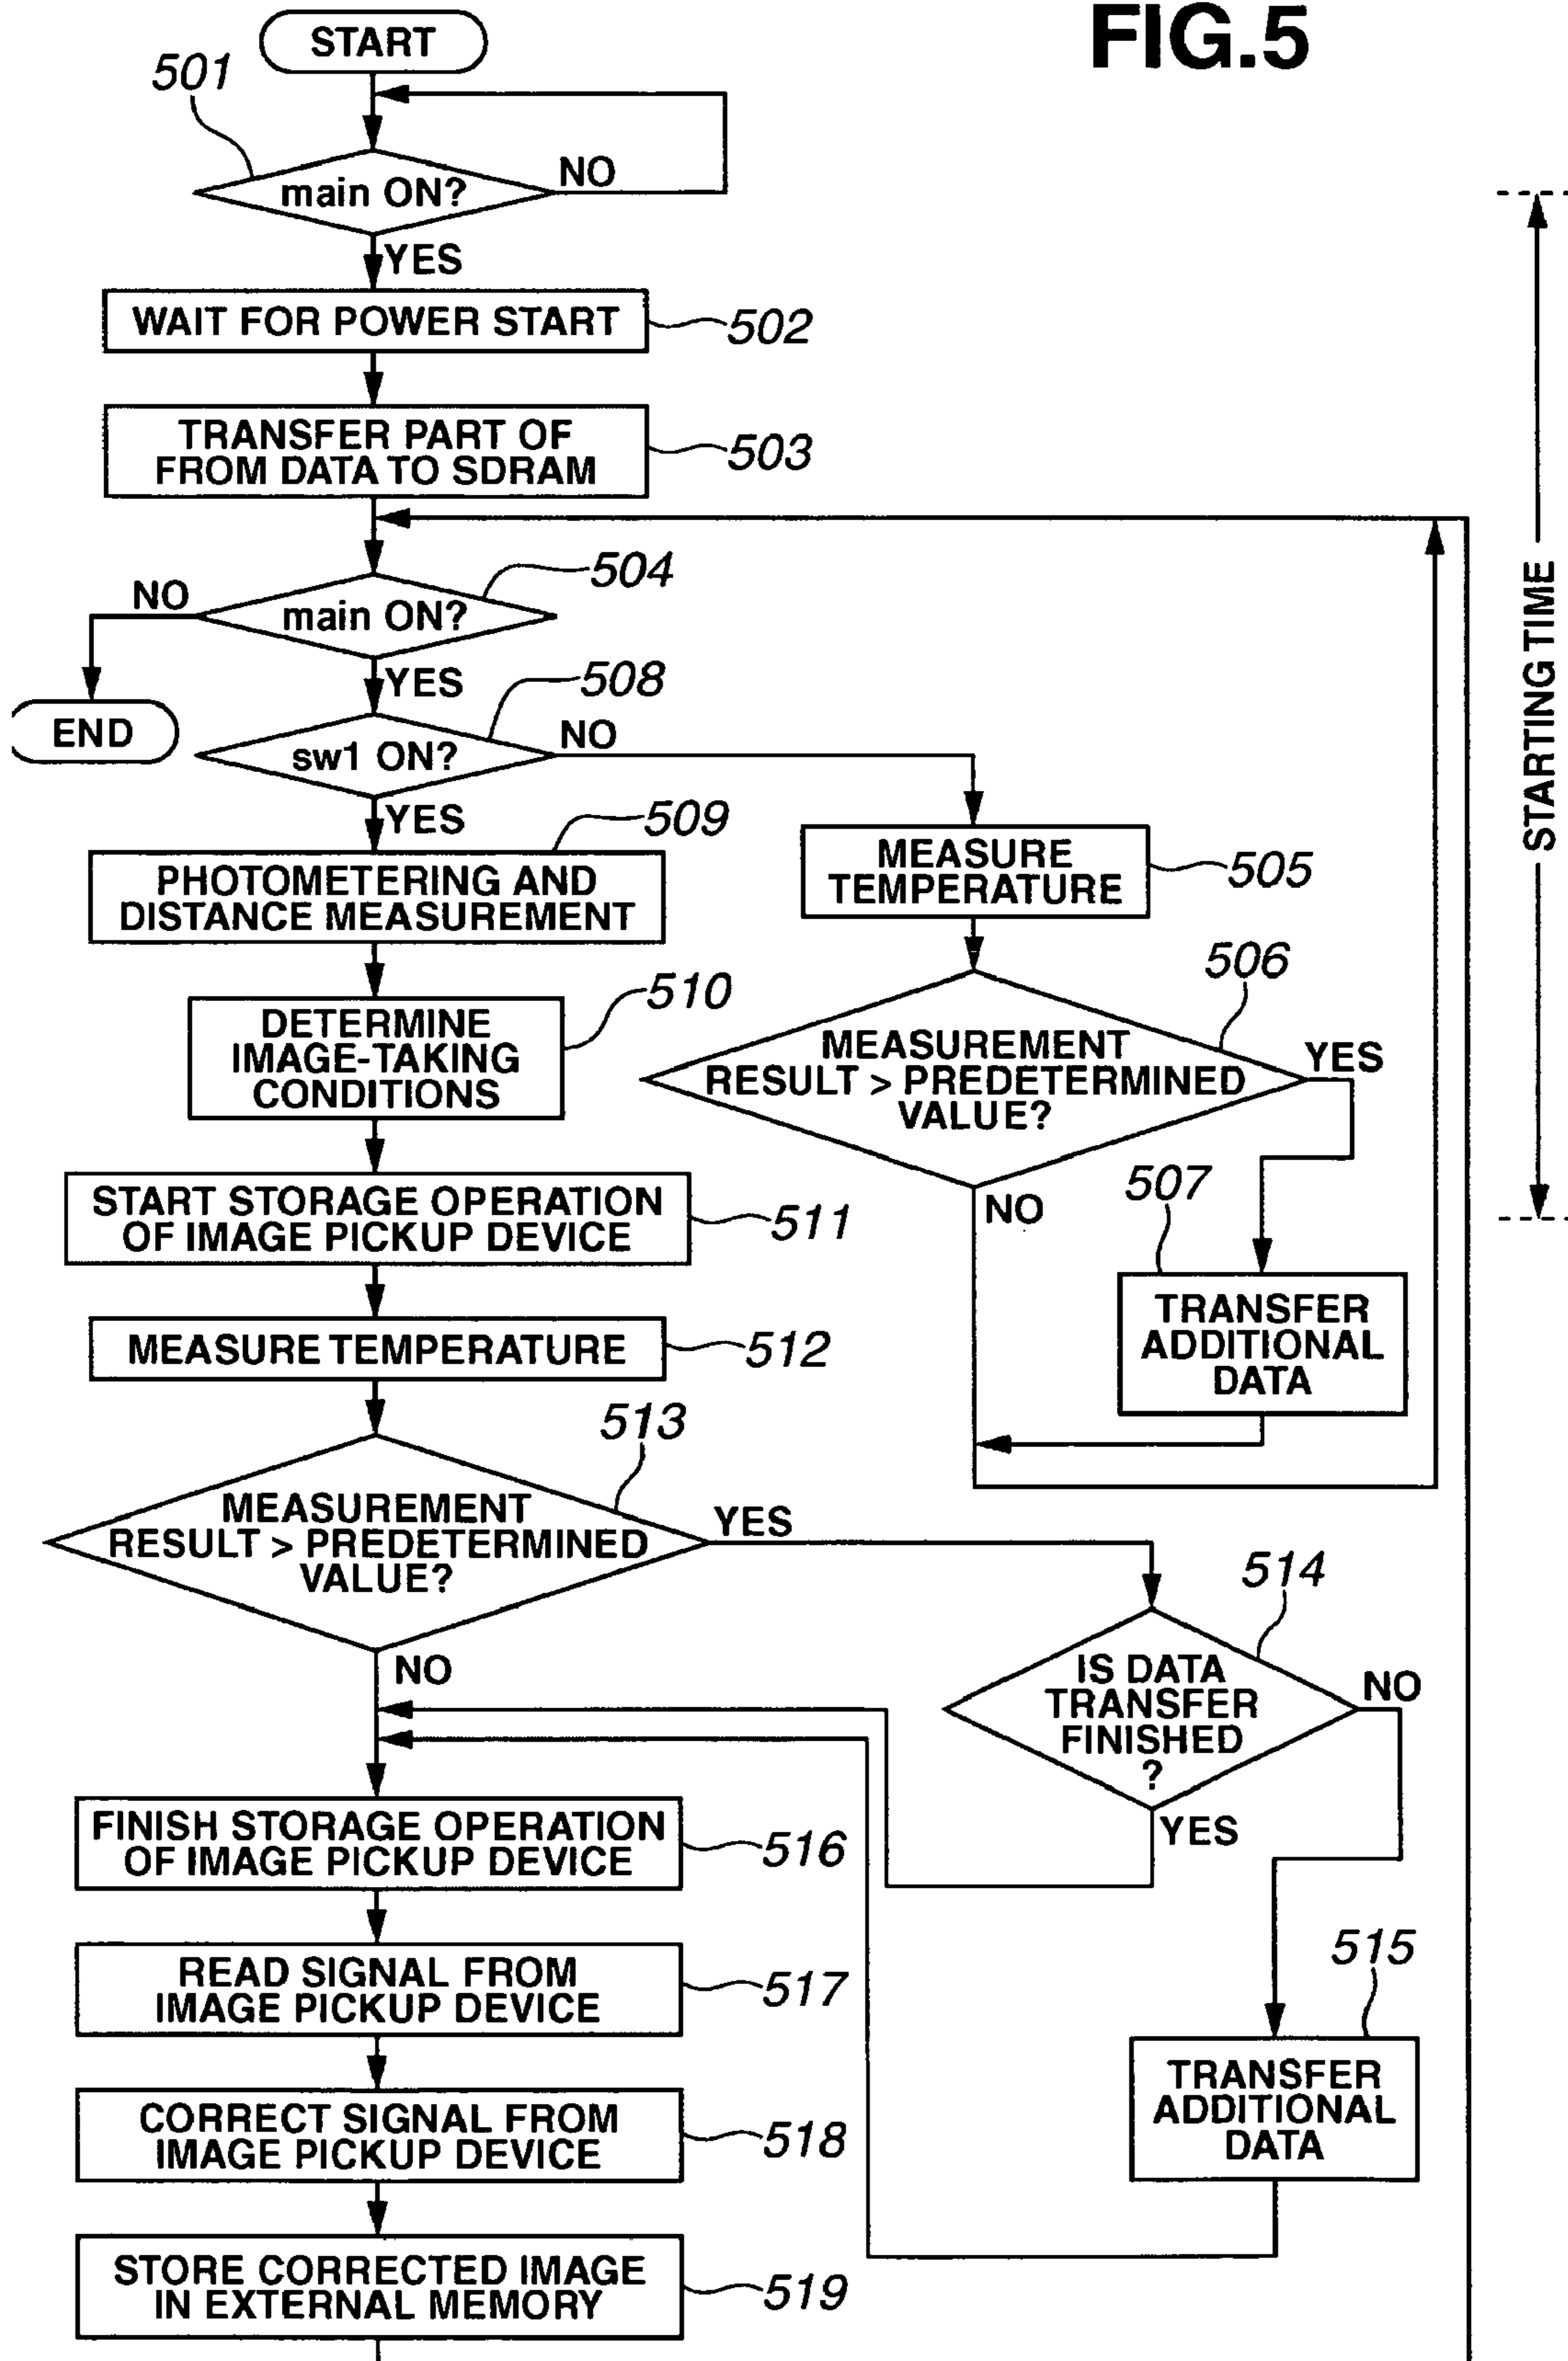 FIG.5
START
501
main ON?
NO
YES
WAIT FOR POWER START
502
TRANSFER PART OF
FROM DATA TO SDRAM
503
504
NO
main ON?
YES
END
508
sw1 ON?
NO
YES
509
PHOTOMETERING AND
DISTANCE MEASUREMENT
MEASURE
TEMPERATURE
505
510
DETERMINE
IMAGE-TAKING
CONDITIONS
506
MEASUREMENT
RESULT > PREDETERMINED
VALUE?
YES
NO
STARTING TIME
START STORAGE OPERATION
OF IMAGE PICKUP DEVICE
511
507
TRANSFER
ADDITIONAL
DATA
MEASURE TEMPERATURE
512
513
MEASUREMENT
RESULT > PREDETERMINED
VALUE?
YES
NO
514
IS DATA
TRANSFER
FINISHED
?
NO
YES
FINISH STORAGE OPERATION
OF IMAGE PICKUP DEVICE
516
READ SIGNAL FROM
IMAGE PICKUP DEVICE
517
515
TRANSFER
ADDITIONAL
DATA
CORRECT SIGNAL FROM
IMAGE PICKUP DEVICE
518
STORE CORRECTED IMAGE
IN EXTERNAL MEMORY
519